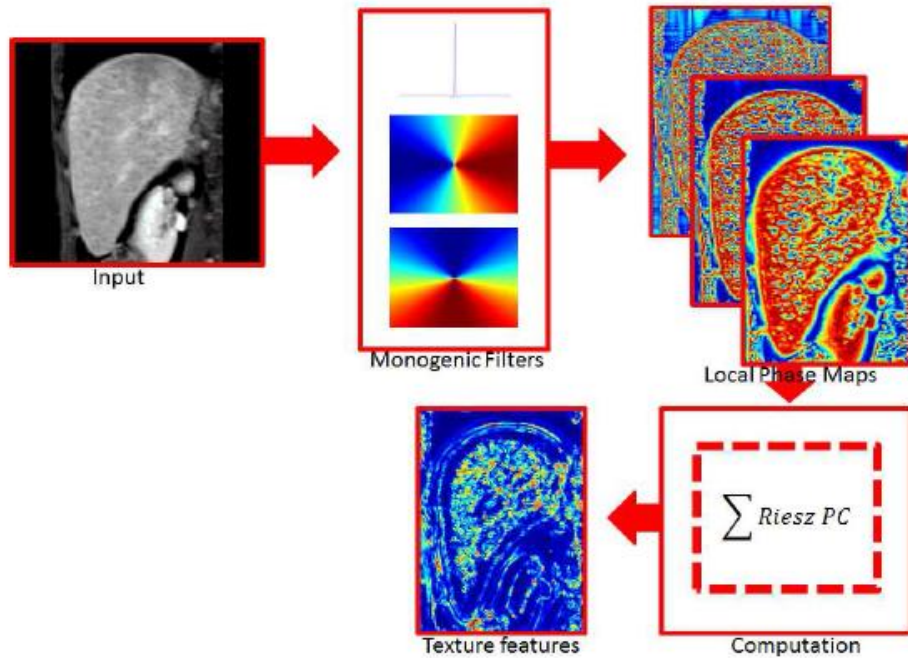 Input
Monogenic Filters
Local Phase Maps
∑ Riesz PC
Texture features
Computation